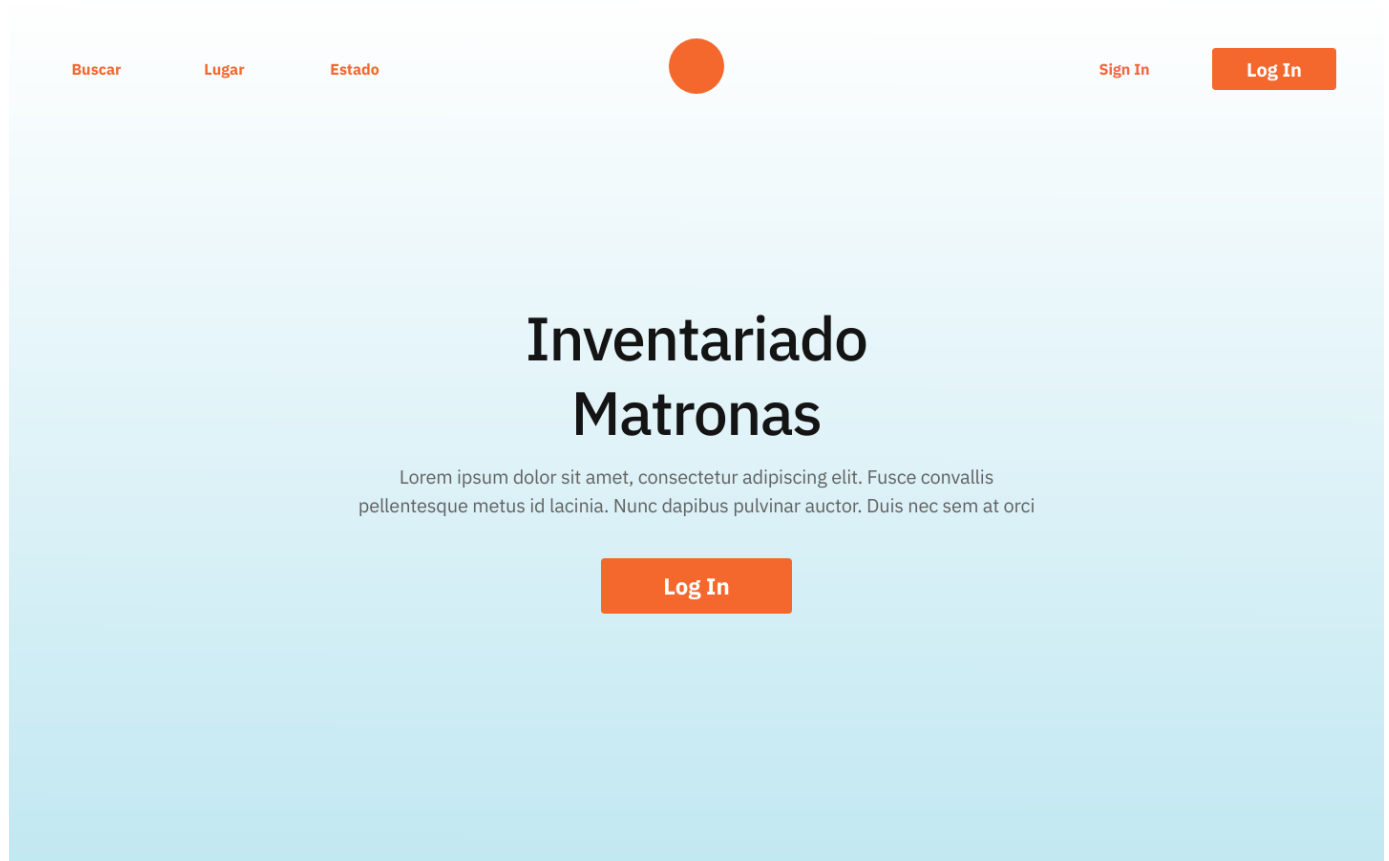 Buscar
Lugar
Estado
Sign In
Log In
Inventariado
Matronas
Lorem ipsum dolor sit amet, consectetur adipiscing elit. Fusce convallis
pellentesque metus id lacinia. Nunc dapibus pulvinar auctor. Duis nec sem at orci
Log In